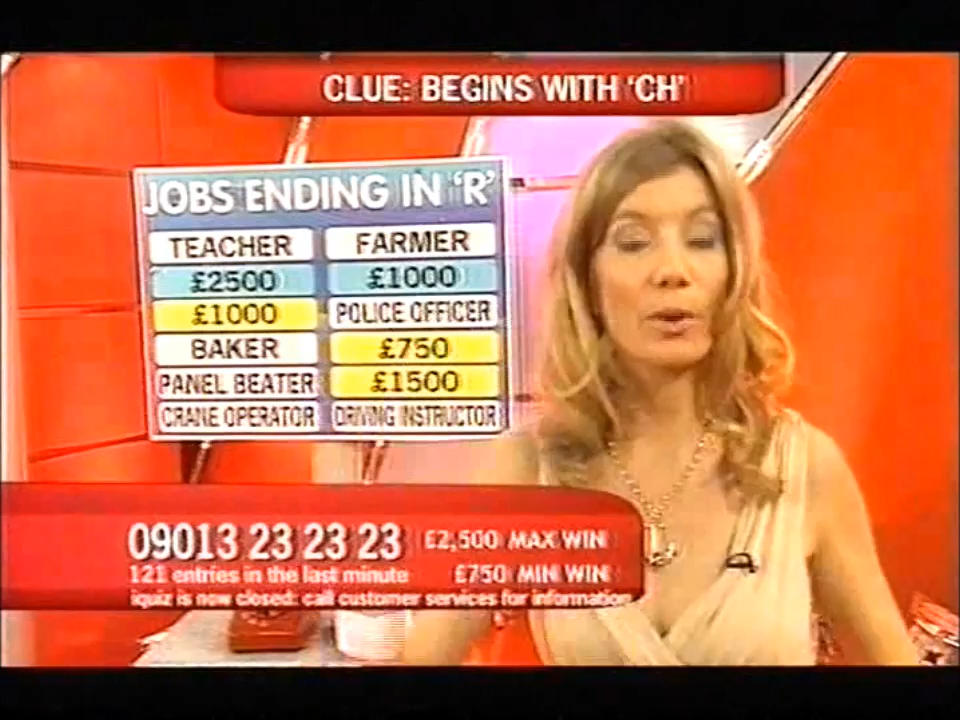 CLUE: BEGINS WITH 'CH'
JOBS ENDING IN 'R'
TEACHER FARMER
£2500 £1000
£1000 POLICE OFFICER
BAKER £750
PANEL BEATER £1500
CRANE OPERATOR DRIVING INSTRUCTOR
09013 23 23 23 £2,500 MAX WIN
121 entries in the last minute £750 MIN WIN
iquiz is now closed: call customer services for information